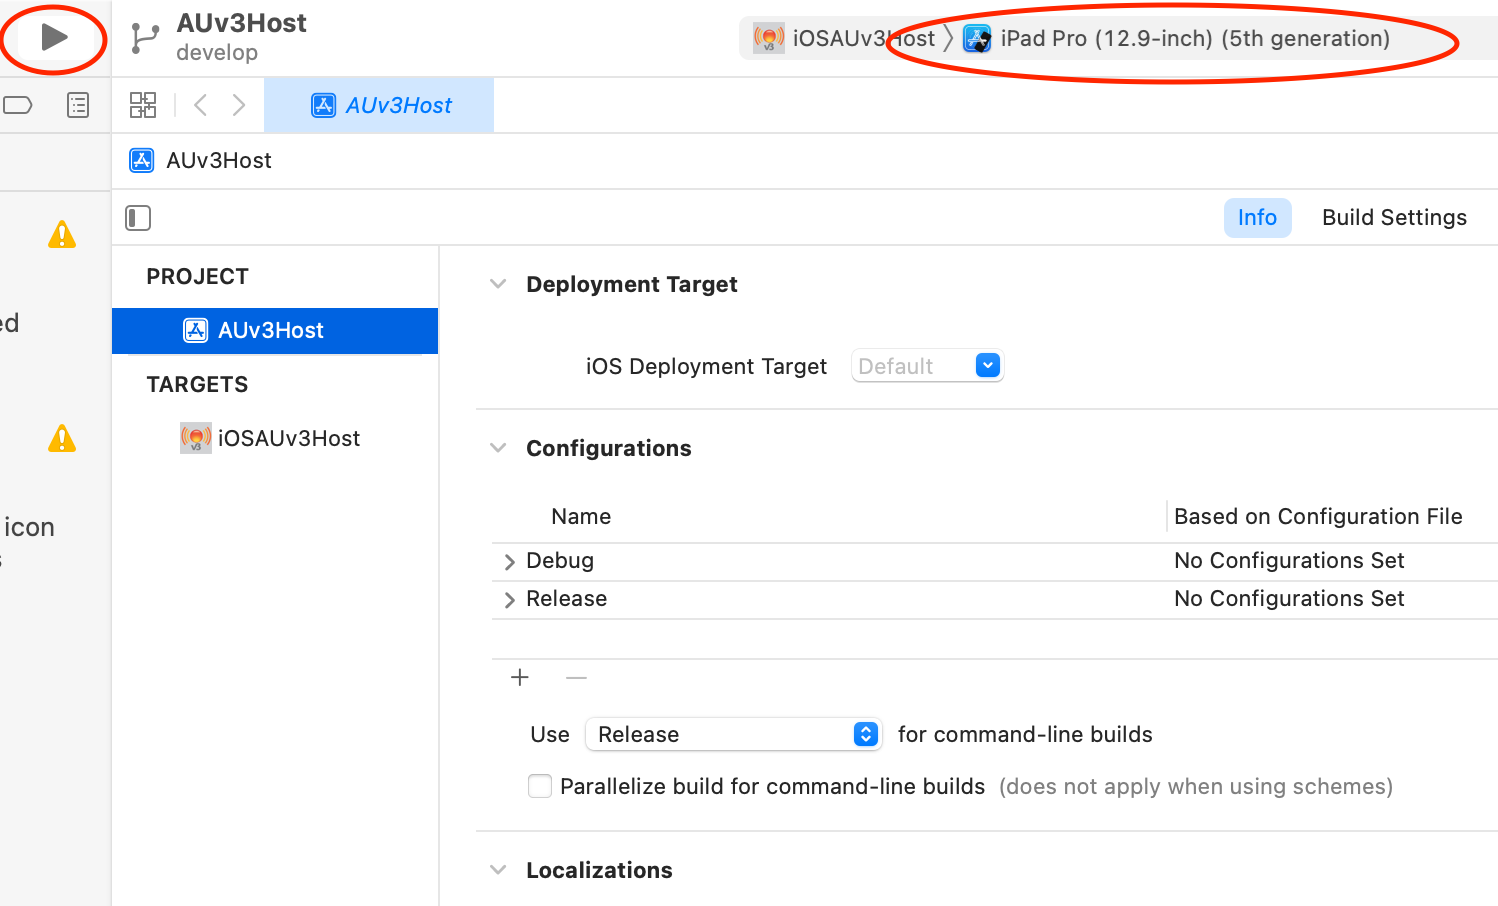 AUv3Host
develop
iOSAUv3Host
iPad Pro (12.9-inch) (5th generation)
AUv3Host
AUv3Host
Info
Build Settings
PROJECT
AUv3Host
TARGETS
v3 iOSAUv3Host
ed
icon
s
Deployment Target
iOS Deployment Target Default
Configurations
Name Based on Configuration File
Debug No Configurations Set
Release No Configurations Set
Use Release for command-line builds
Parallelize build for command-line builds (does not apply when using schemes)
Localizations